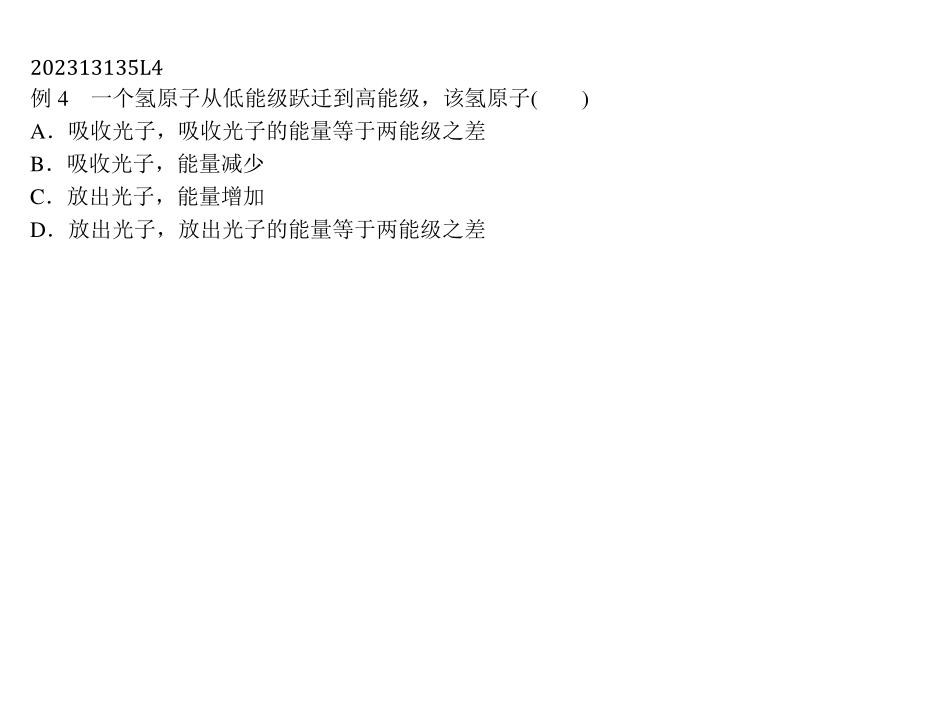 202313135L4
例 4　一个氢原子从低能级跃迁到高能级，该氢原子(　　)
A．吸收光子，吸收光子的能量等于两能级之差
B．吸收光子，能量减少
C．放出光子，能量增加
D．放出光子，放出光子的能量等于两能级之差